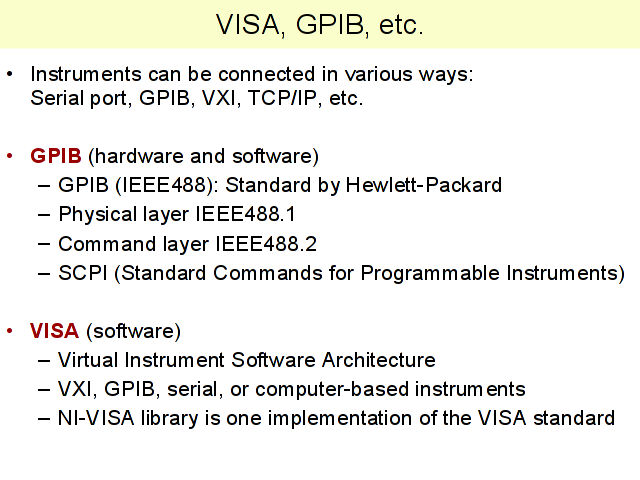 VISA, GPIB, etc.
• Instruments can be connected in various ways:
Serial port, GPIB, VXI, TCP/IP, etc.
• GPIB (hardware and software)
– GPIB (IEEE488): Standard by Hewlett-Packard
– Physical layer IEEE488.1
– Command layer IEEE488.2
– SCPI (Standard Commands for Programmable Instruments)
• VISA (software)
– Virtual Instrument Software Architecture
– VXI, GPIB, serial, or computer-based instruments
– NI-VISA library is one implementation of the VISA standard